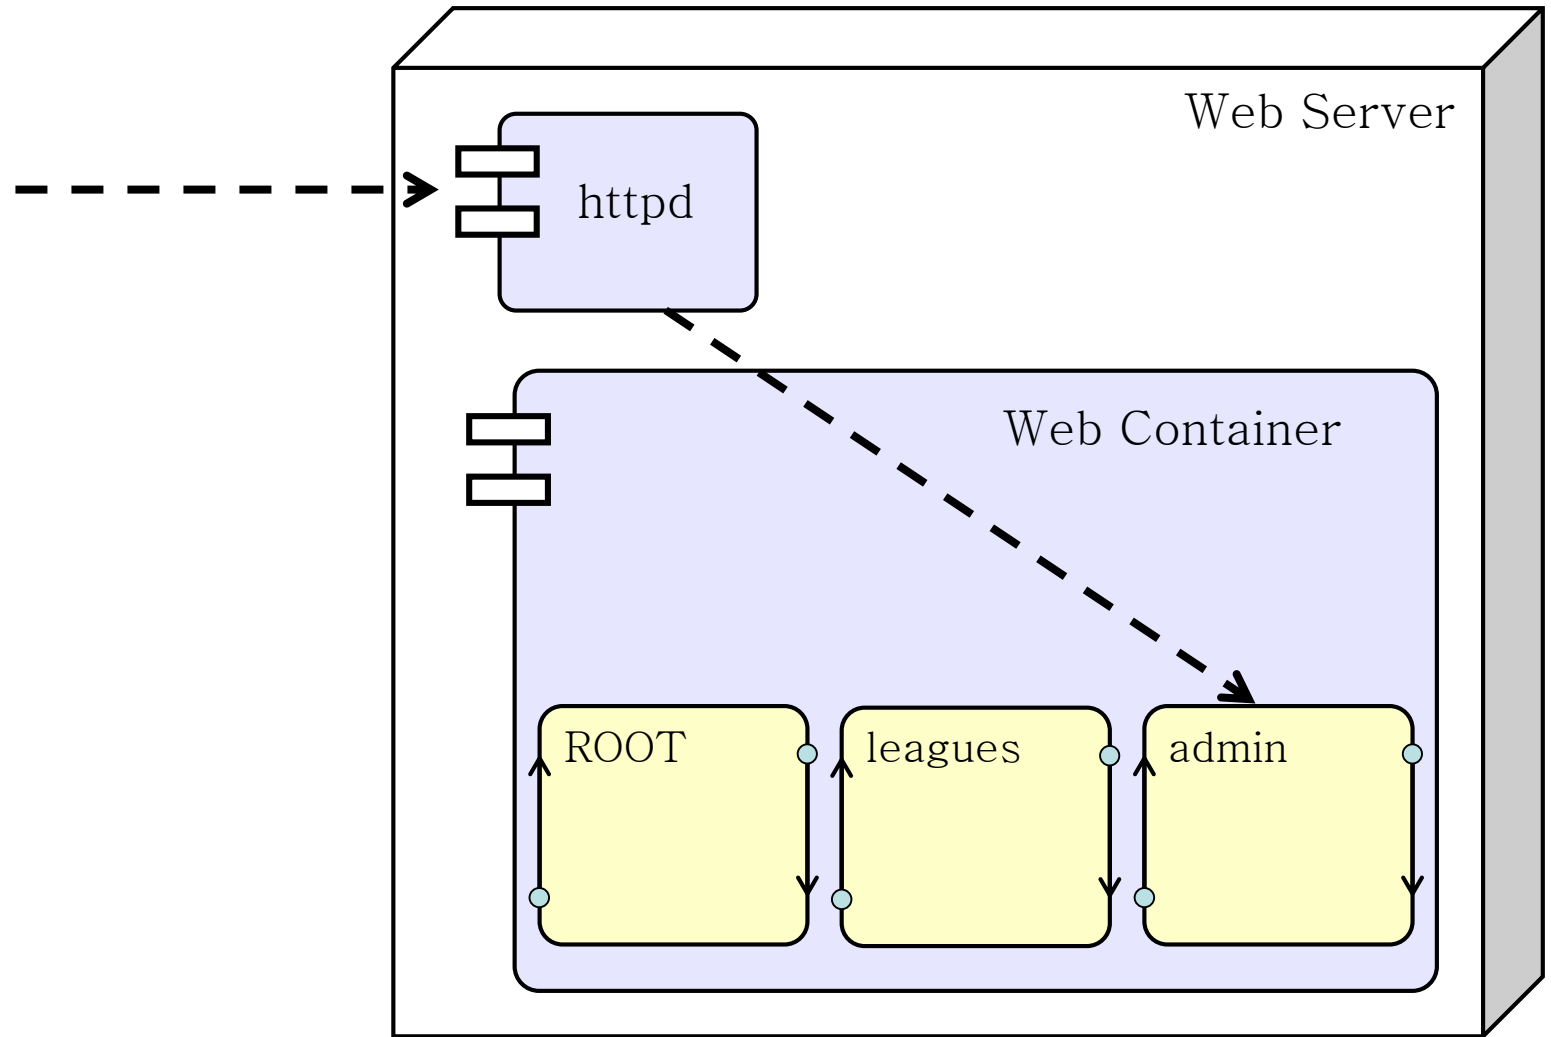 Web Server
httpd
Web Container
ROOT
leagues
admin